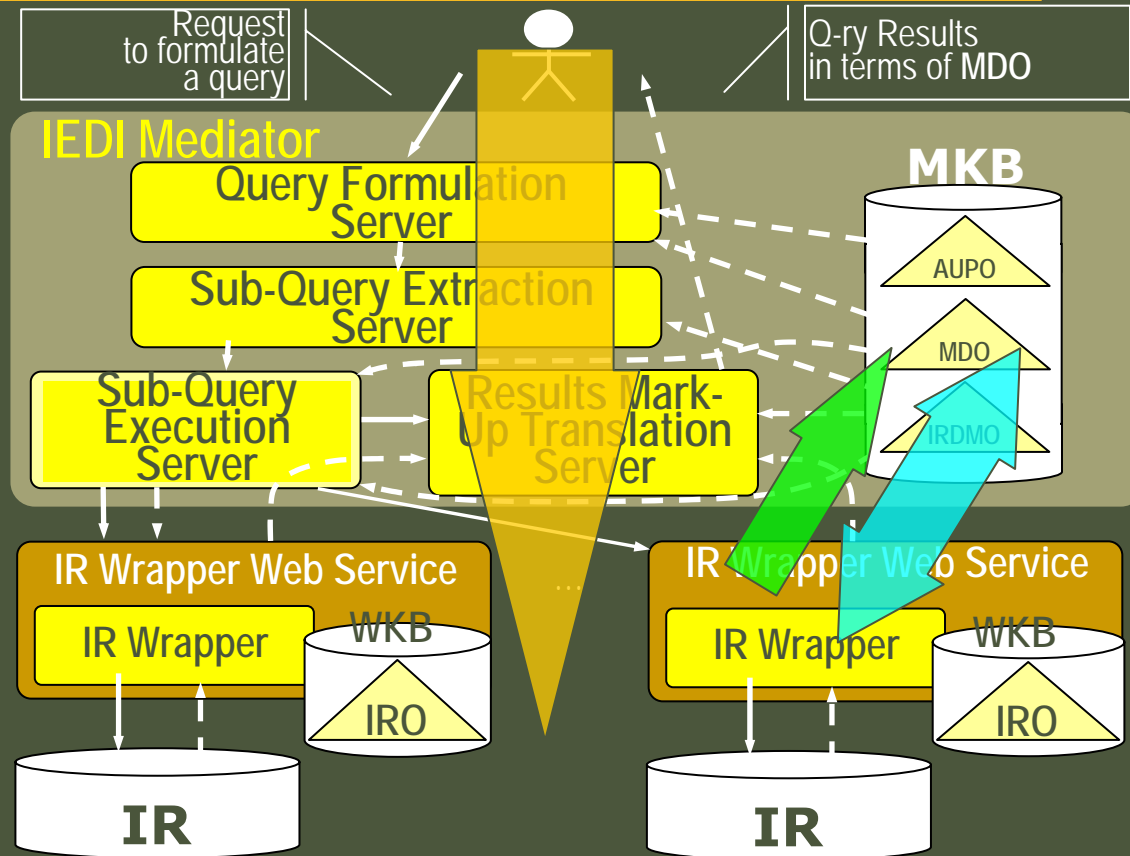 Request
to formulate
a query
Q-ry Results
in terms of MDO
IEDI Mediator
MKB
Query Formulation
Server
AUPO
Sub-Query Extraction
Server
MDO
Sub-Query
Execution
Server
Results Mark-
Up Translation
Server
IRDMO
IR Wrapper Web Service
IR Wrapper
WKB
IRO
IR
...
IR Wrapper Web Service
IR Wrapper
WKB
IRO
IR